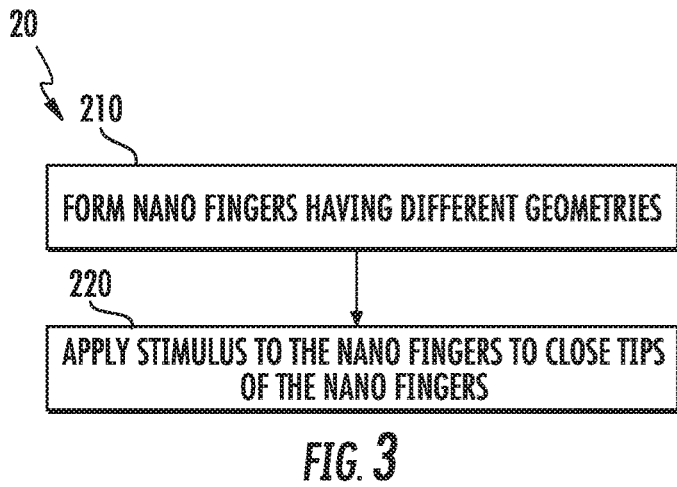 20
210
FORM NANO FINGERS HAVING DIFFERENT GEOMETRIES
220
APPLY STIMULUS TO THE NANO FINGERS TO CLOSE TIPS
OF THE NANO FINGERS
FIG. 3